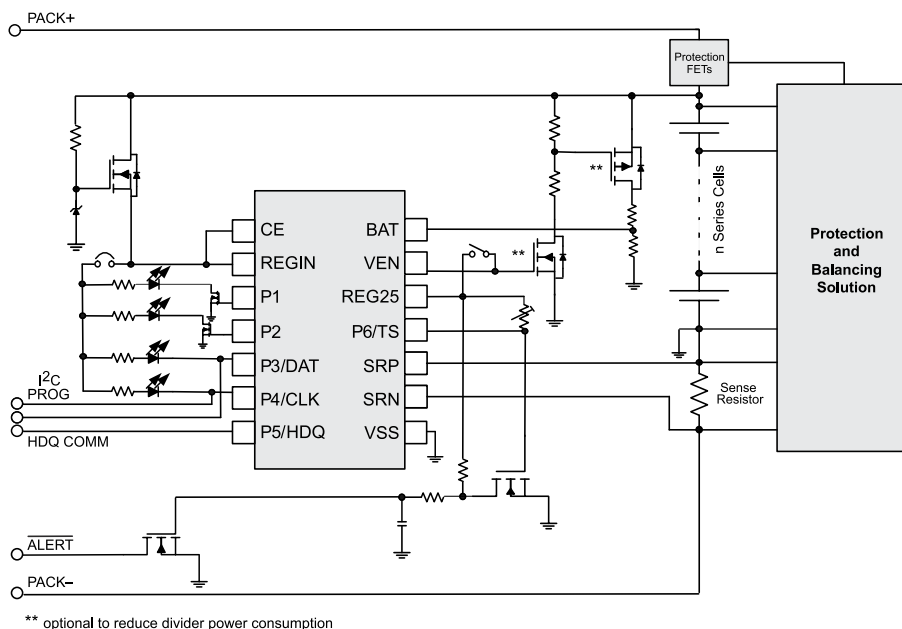 PACK+
Protection
FETs
**
n Series Cells
Protection
and
Balancing
Solution
CE
BAT
REGIN
VEN
**
P1
REG25
P2
P6/TS
P3/DAT
SRP
I²C
PROG
P4/CLK
SRN
Sense
Resistor
HDQ COMM
P5/HDQ
VSS
ALERT
PACK–
** optional to reduce divider power consumption